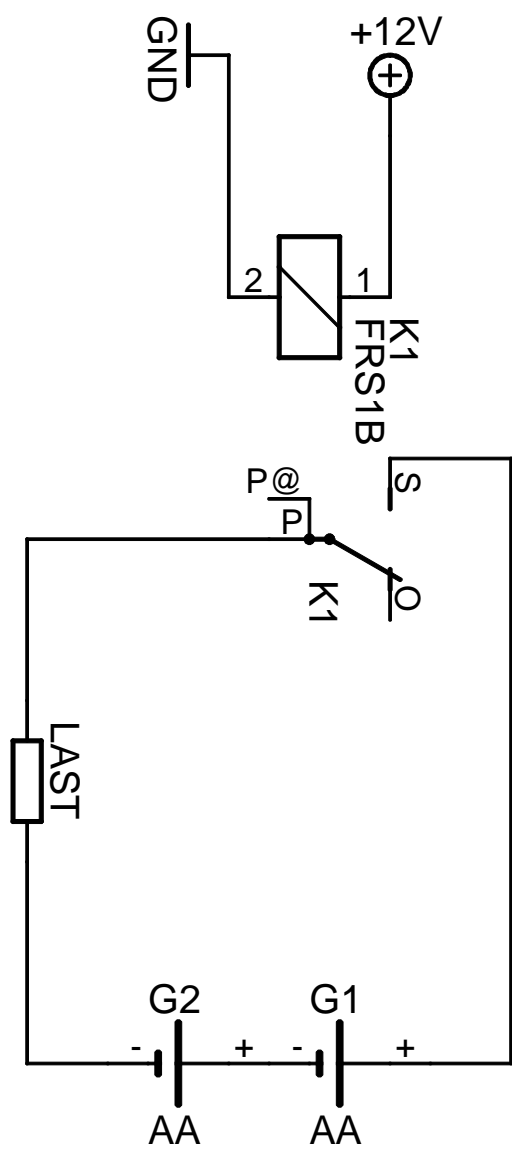 +12V
GND
2
1
K1
FRS1B
S
P@
P
O
K1
LAST
G2
G1
-
+
-
+
AA
AA